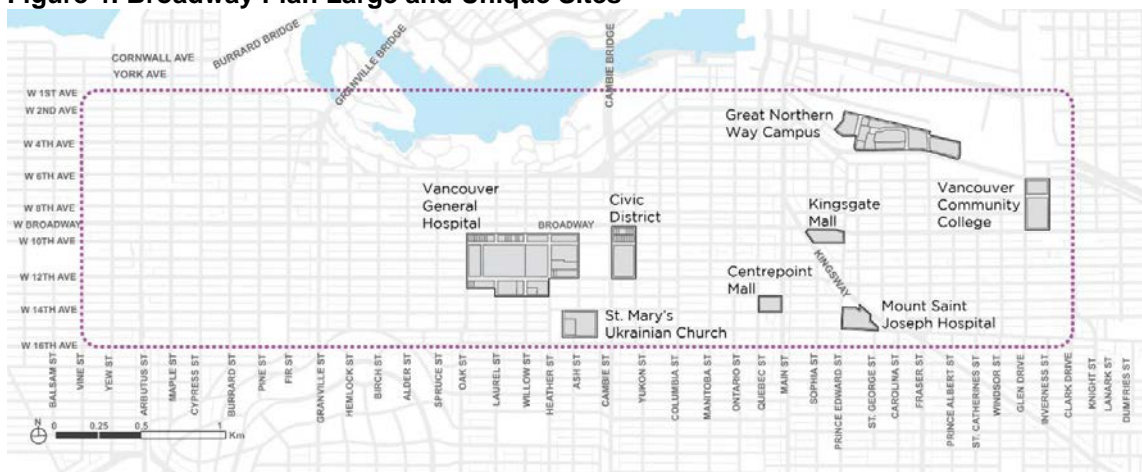 Figure 4: Broadway Plan Large and Unique Sites
CORNWALL AVE
YORK AVE
BURRARD BRIDGE
GRANVILLE BRIDGE
CAMBIE BRIDGE
W 1ST AVE
W 2ND AVE
W 4TH AVE
W 6TH AVE
W 8TH AVE
W BROADWAY
W 10TH AVE
W 12TH AVE
W 14TH AVE
W 16TH AVE
Great Northern
Way Campus
Vancouver
General
Hospital
Civic
District
BROADWAY
Kingsgate
Mall
Vancouver
Community
College
KINGSWAY
Centrepoint
Mall
St. Mary's
Ukrainian Church
Mount Saint
Joseph Hospital
BALSAM ST
VINE ST
YEW ST
ARBUTUS ST
MAPLE ST
CYPRESS ST
BURRARD ST
PINE ST
FIR ST
GRANVILLE ST
HEMLOCK ST
BIRCH ST
ALDER ST
SPRUCE ST
OAK ST
LAUREL ST
WILLOW ST
HEATHER ST
ASH ST
CAMBIE ST
YUKON ST
COLUMBIA ST
MANITOBA ST
ONTARIO ST
QUEBEC ST
MAIN ST
SOPHIA ST
PRINCE EDWARD ST
ST. GEORGE ST
CAROLINA ST
FRASER ST
PRINCE ALBERT ST
ST. CATHERINES ST
WINDSOR ST
GLEN DRIVE
INVERNESS ST
CLARK DRIVE
KNIGHT ST
LANARK ST
DUMFRIES ST
N
0 0.25 0.5 1
Km